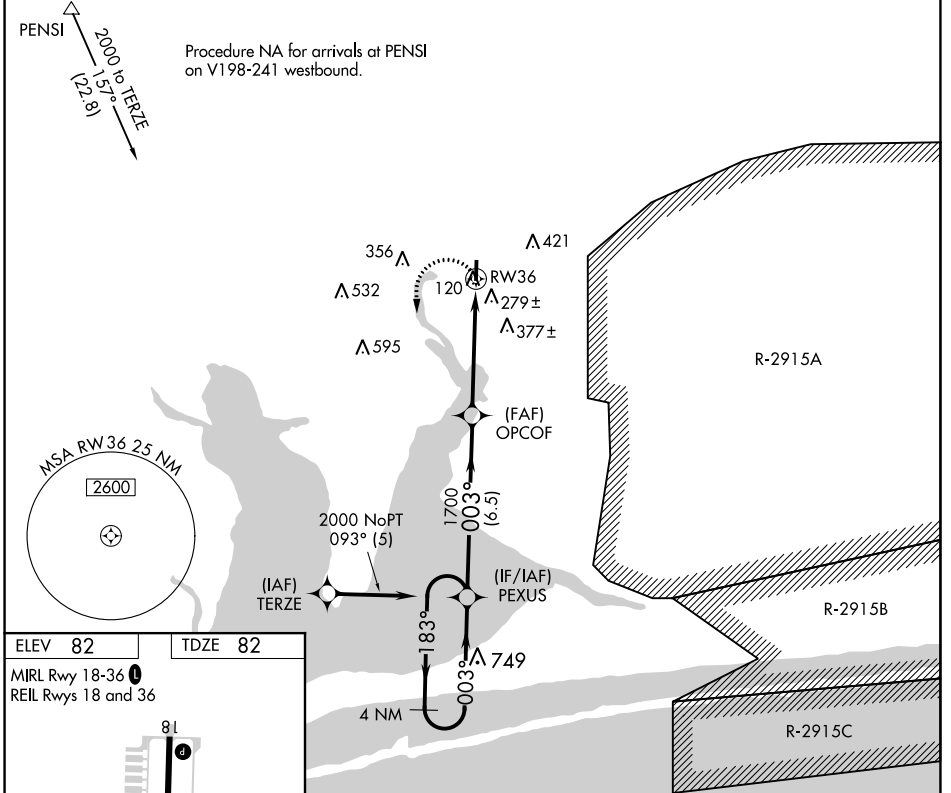 PENSI
2000 to TERZE
157°
(22.8)
Procedure NA for arrivals at PENSI
on V198-241 westbound.
421
356
RW36
120
532
279±
377±
595
R-2915A
(FAF)
OPCOF
MSA RW36 25 NM
2600
1700
003°
(6.5)
2000 NoPT
093° (5)
(IAF)
TERZE
(IF/IAF)
PEXUS
R-2915B
183°
003°
749
4 NM
R-2915C
ELEV 82
TDZE 82
MIRL Rwy 18-36 L
REIL Rwys 18 and 36
18
P